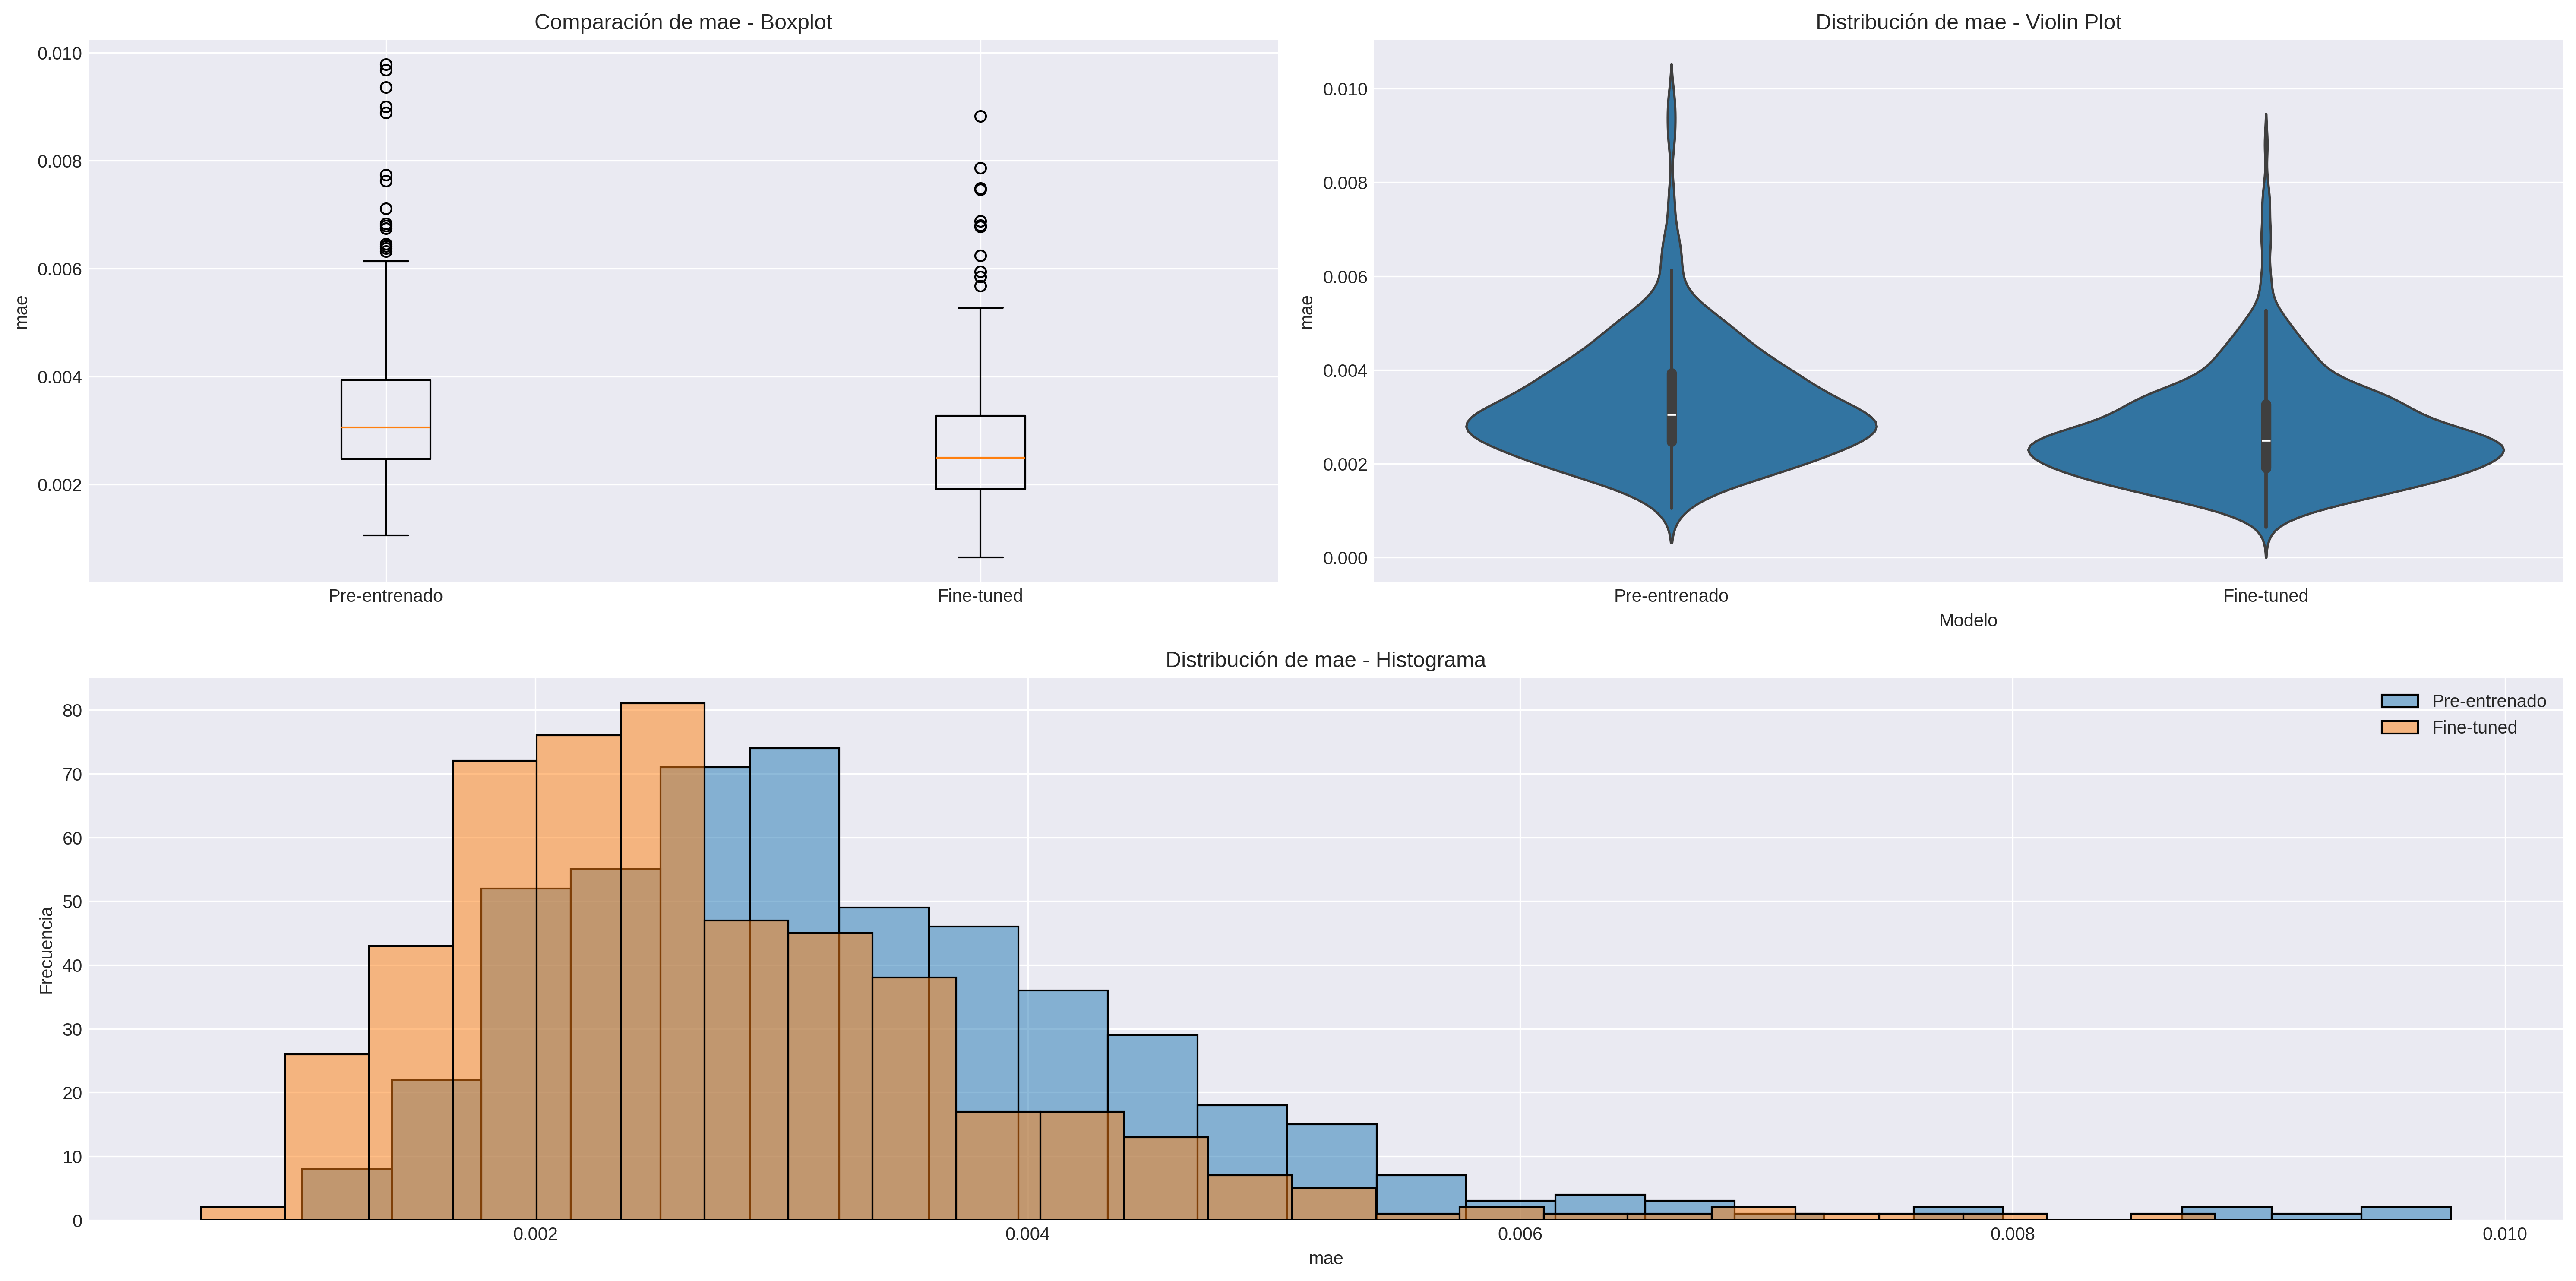 Comparación de mae - Boxplot
0.010
0.008
0.006
0.004
0.002
mae
Pre-entrenado
Fine-tuned
Distribución de mae - Violin Plot
0.010
0.008
0.006
0.004
0.002
0.000
mae
Pre-entrenado
Fine-tuned
Modelo
Distribución de mae - Histograma
80
70
60
50
40
30
20
10
0
Frecuencia
Pre-entrenado
Fine-tuned
0.002
0.004
0.006
0.008
0.010
mae